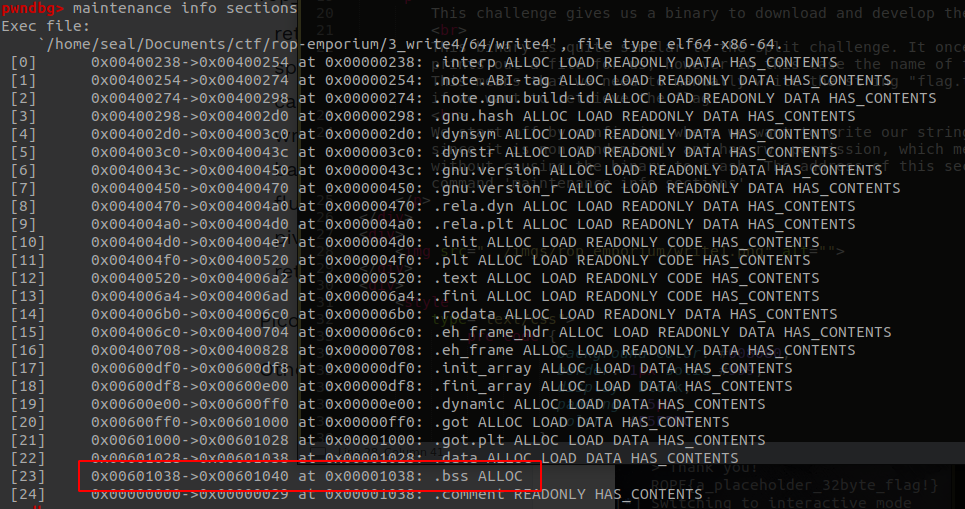 pwndbg> maintenance info sections
Exec file:
`/home/seal/Documents/ctf/rop-emporium/3_write4/64/write4', file type elf64-x86-64.
[0] 0x00400238->0x00400254 at 0x00000238: .interp ALLOC LOAD READONLY DATA HAS_CONTENTS
[1] 0x00400254->0x00400274 at 0x00000254: .note.ABI-tag ALLOC LOAD READONLY DATA HAS_CONTENTS
[2] 0x00400274->0x00400298 at 0x00000274: .note.gnu.build-id ALLOC LOAD READONLY DATA HAS_CONTENTS
[3] 0x00400298->0x004002d0 at 0x00000298: .gnu.hash ALLOC LOAD READONLY DATA HAS_CONTENTS
[4] 0x004002d0->0x004003c0 at 0x000002d0: .dynsym ALLOC LOAD READONLY DATA HAS_CONTENTS
[5] 0x004003c0->0x0040043c at 0x000003c0: .dynstr ALLOC LOAD READONLY DATA HAS_CONTENTS
[6] 0x0040043c->0x00400450 at 0x0000043c: .gnu.version ALLOC LOAD READONLY DATA HAS_CONTENTS
[7] 0x00400450->0x00400470 at 0x00000450: .gnu.version_r ALLOC LOAD READONLY DATA HAS_CONTENTS
[8] 0x00400470->0x004004a0 at 0x00000470: .rela.dyn ALLOC LOAD READONLY DATA HAS_CONTENTS
[9] 0x004004a0->0x004004d0 at 0x000004a0: .rela.plt ALLOC LOAD READONLY DATA HAS_CONTENTS
[10] 0x004004d0->0x004004e7 at 0x000004d0: .init ALLOC LOAD READONLY CODE HAS_CONTENTS
[11] 0x004004f0->0x00400520 at 0x000004f0: .plt ALLOC LOAD READONLY CODE HAS_CONTENTS
[12] 0x00400520->0x004006a2 at 0x00000520: .text ALLOC LOAD READONLY CODE HAS_CONTENTS
[13] 0x004006a4->0x004006ad at 0x000006a4: .fini ALLOC LOAD READONLY CODE HAS_CONTENTS
[14] 0x004006b0->0x004006c0 at 0x000006b0: .rodata ALLOC LOAD READONLY DATA HAS_CONTENTS
[15] 0x004006c0->0x00400704 at 0x000006c0: .eh_frame_hdr ALLOC LOAD READONLY DATA HAS_CONTENTS
[16] 0x00400708->0x00400828 at 0x00000708: .eh_frame ALLOC LOAD READONLY DATA HAS_CONTENTS
[17] 0x00600df0->0x00600df8 at 0x00000df0: .init_array ALLOC LOAD DATA HAS_CONTENTS
[18] 0x00600df8->0x00600e00 at 0x00000df8: .fini_array ALLOC LOAD DATA HAS_CONTENTS
[19] 0x00600e00->0x00600ff0 at 0x00000e00: .dynamic ALLOC LOAD DATA HAS_CONTENTS
[20] 0x00600ff0->0x00601000 at 0x00000ff0: .got ALLOC LOAD DATA HAS_CONTENTS
[21] 0x00601000->0x00601028 at 0x00001000: .got.plt ALLOC LOAD DATA HAS_CONTENTS
[22] 0x00601028->0x00601038 at 0x00001028: .data ALLOC LOAD DATA HAS_CONTENTS
[23] 0x00601038->0x00601040 at 0x00001038: .bss ALLOC
[24] 0x00000000->0x00000029 at 0x00001038: .comment READONLY HAS_CONTENTS
This challenge gives us a binary to download and develop the
> Thank you!
ROPE{a_placeholder_32byte_flag!}
Switching to interactive mode